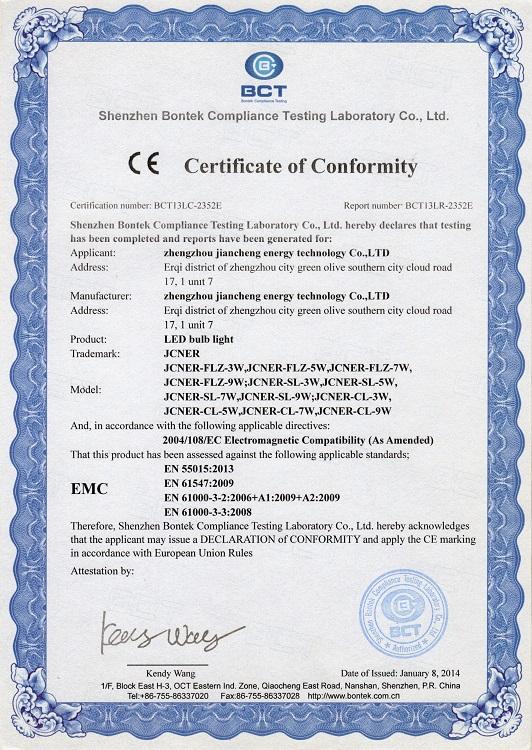 BCT
Bontek Compliance Testing
Shenzhen Bontek Compliance Testing Laboratory Co., Ltd.
CE Certificate of Conformity
Certification number: BCT13LC-2352E Report number: BCT13LR-2352E
Shenzhen Bontek Compliance Testing Laboratory Co., Ltd. hereby declares that testing
has been completed and reports have been generated for:
Applicant: zhengzhou jiancheng energy technology Co.,LTD
Address: Erqi district of zhengzhou city green olive southern city cloud road
17, 1 unit 7
Manufacturer: zhengzhou jiancheng energy technology Co.,LTD
Address: Erqi district of zhengzhou city green olive southern city cloud road
17, 1 unit 7
Product: LED bulb light
Trademark: JCNER
Model: JCNER-FLZ-3W,JCNER-FLZ-5W,JCNER-FLZ-7W,
JCNER-FLZ-9W;JCNER-SL-3W,JCNER-SL-5W,
JCNER-SL-7W,JCNER-SL-9W;JCNER-CL-3W,
JCNER-CL-5W,JCNER-CL-7W,JCNER-CL-9W
And, in accordance with the following applicable directives:
2004/108/EC Electromagnetic Compatibility (As Amended)
That this product has been assessed against the following applicable standards;
EMC
EN 55015:2013
EN 61547:2009
EN 61000-3-2:2006+A1:2009+A2:2009
EN 61000-3-3:2008
Therefore, Shenzhen Bontek Compliance Testing Laboratory Co., Ltd. hereby acknowledges
that the applicant may issue a DECLARATION of CONFORMITY and apply the CE marking
in accordance with European Union Rules
Attestation by:
Shenzhen Bontek Compliance Testing Laboratory Co., Ltd.
BCT
Authorized
Kendy Wang
Kendy Wang Date of Issued: January 8, 2014
1/F, Block East H-3, OCT Eastern Ind. Zone, Qiaocheng East Road, Nanshan, Shenzhen, P.R. China
Tel:+86-755-86337020 Fax:86-755-86337028 http://www.bontek.com.cn